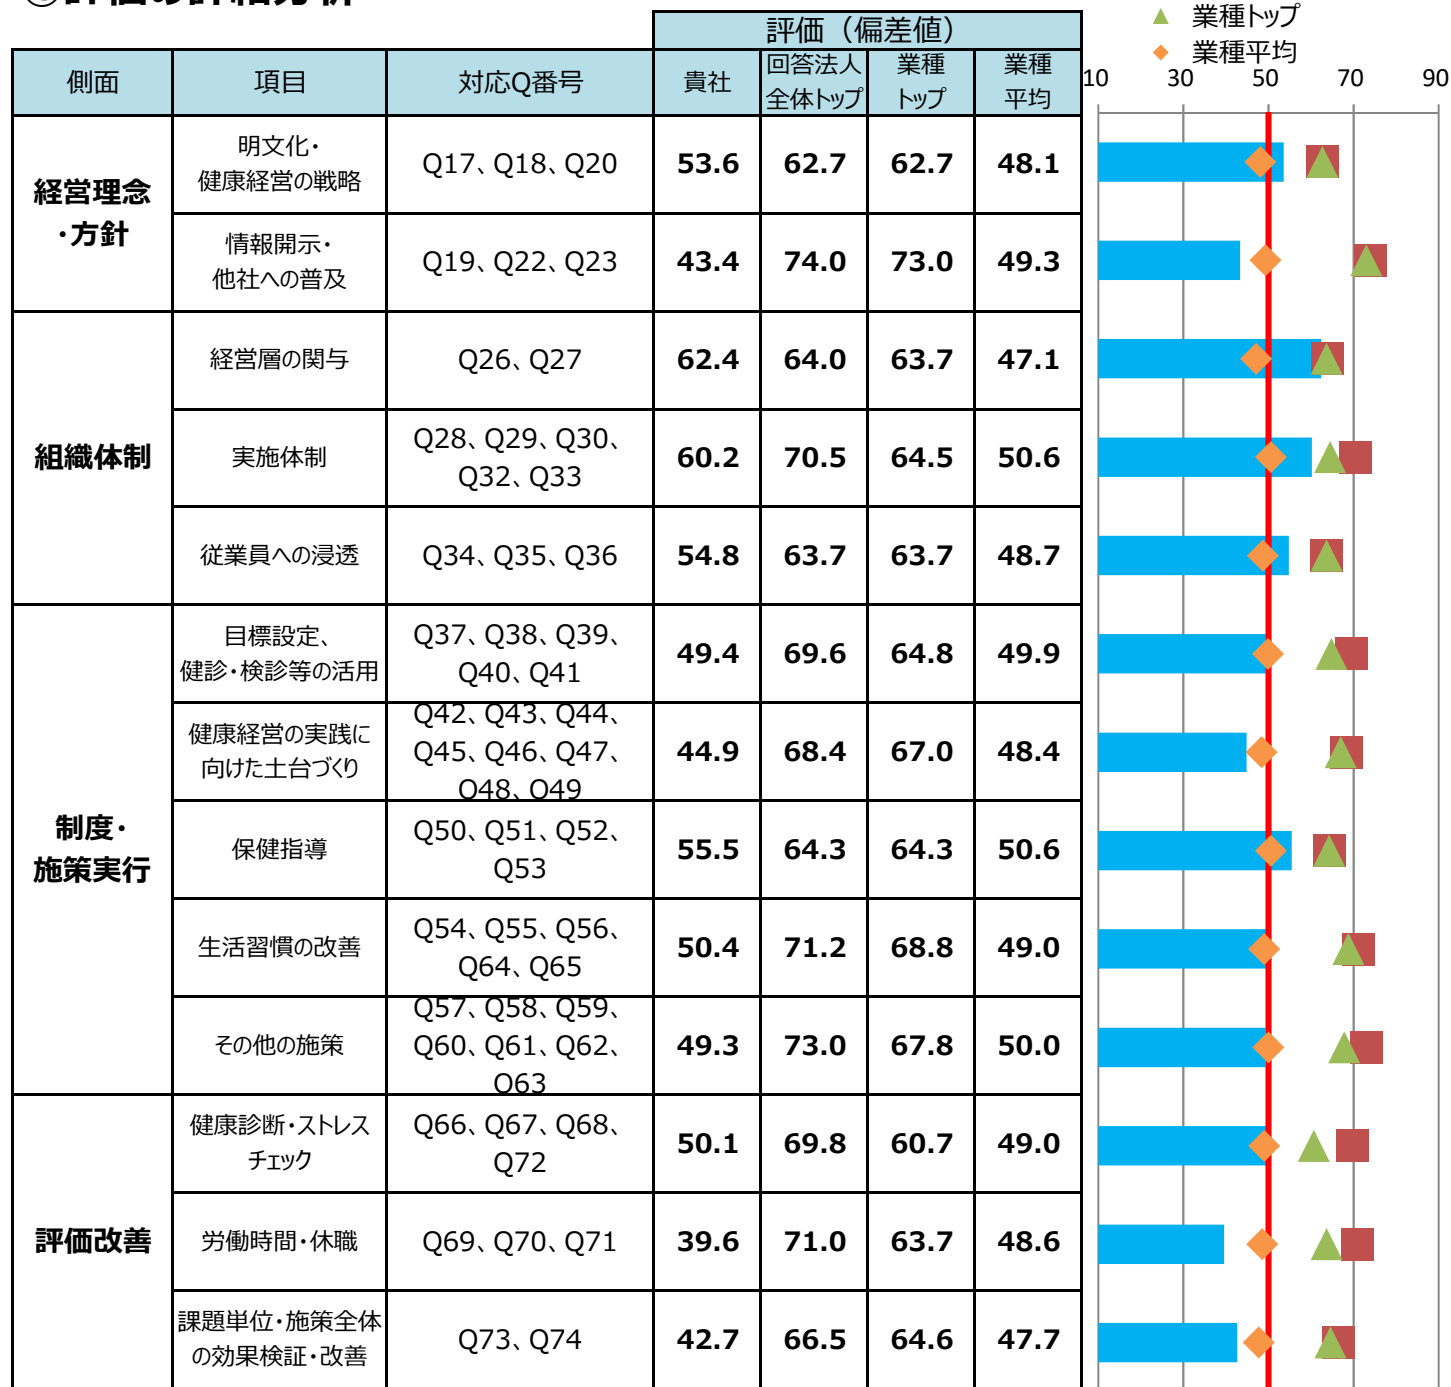 評価（偏差値）
側面 項目 対応Q番号 貴社 回答法人 業種 業種
全体トップ トップ 平均
▲ 業種トップ
◆ 業種平均
10 30 50 70 90
経営理念
・方針
明文化・
健康経営の戦略
Q17、Q18、Q20 53.6 62.7 62.7 48.1
情報開示・
他社への普及
Q19、Q22、Q23 43.4 74.0 73.0 49.3
組織体制
経営層の関与 Q26、Q27 62.4 64.0 63.7 47.1
実施体制
Q28、Q29、Q30、
Q32、Q33
60.2 70.5 64.5 50.6
従業員への浸透 Q34、Q35、Q36 54.8 63.7 63.7 48.7
制度・
施策実行
目標設定、
健診・検診等の活用
Q37、Q38、Q39、
Q40、Q41
49.4 69.6 64.8 49.9
健康経営の実践に
向けた土台づくり
Q42、Q43、Q44、
Q45、Q46、Q47、
Q48、Q49
44.9 68.4 67.0 48.4
保健指導
Q50、Q51、Q52、
Q53
55.5 64.3 64.3 50.6
生活習慣の改善
Q54、Q55、Q56、
Q64、Q65
50.4 71.2 68.8 49.0
その他の施策
Q57、Q58、Q59、
Q60、Q61、Q62、
Q63
49.3 73.0 67.8 50.0
評価改善
健康診断・ストレス
チェック
Q66、Q67、Q68、
Q72
50.1 69.8 60.7 49.0
労働時間・休職 Q69、Q70、Q71 39.6 71.0 63.7 48.6
課題単位・施策全体
の効果検証・改善
Q73、Q74 42.7 66.5 64.6 47.7